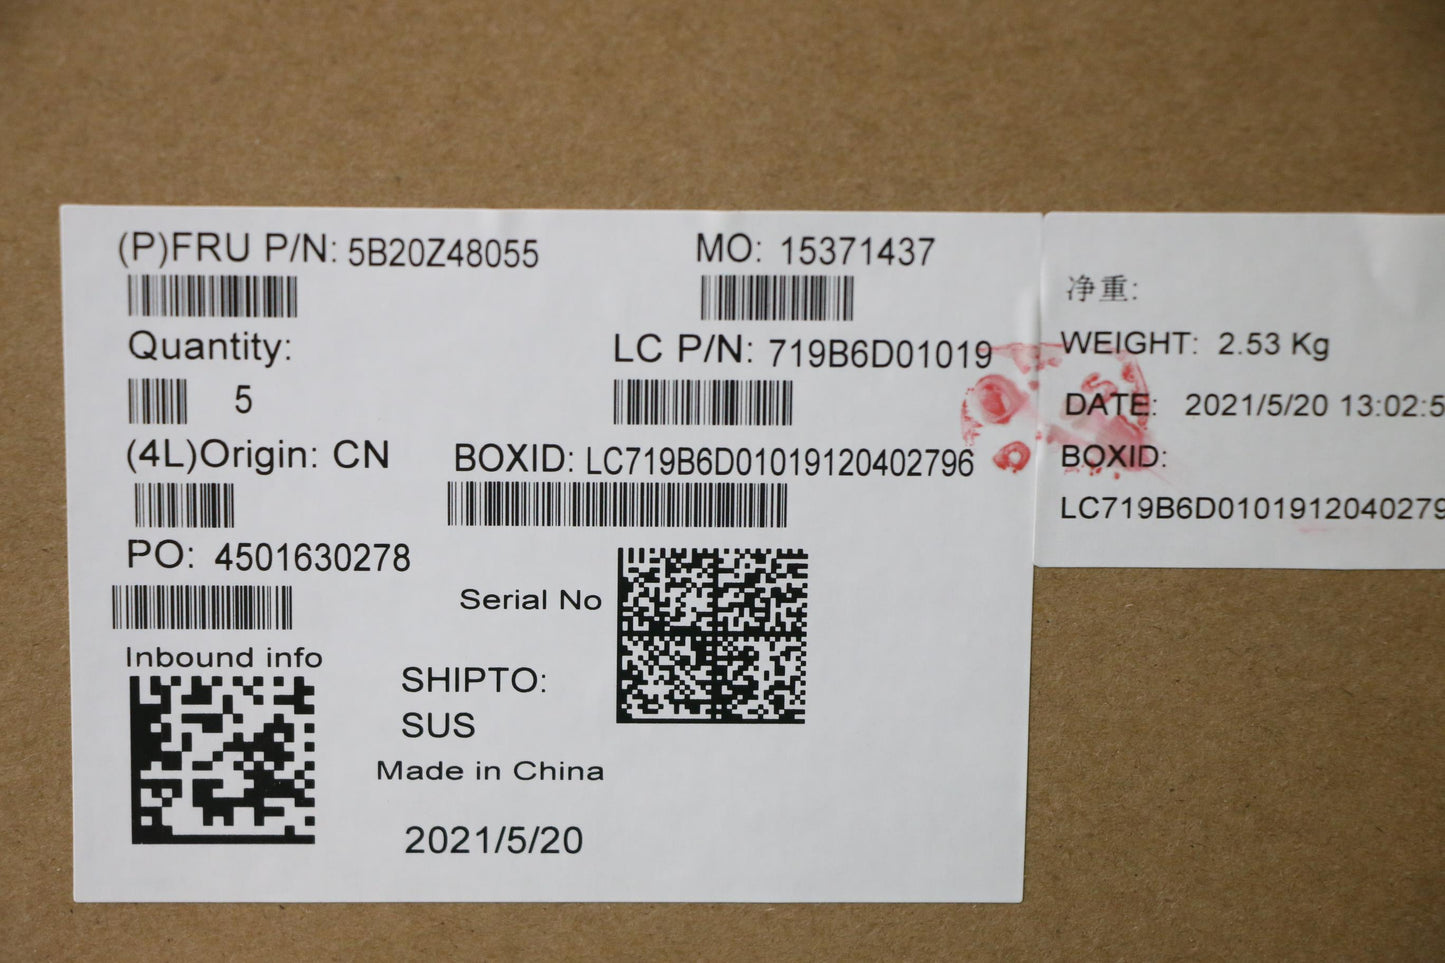 (P)FRU P/N: 5B20Z48055
MO: 15371437
Quantity:
5
LC P/N: 719B6D01019
(4L)Origin: CN
BOXID: LC719B6D01019120402796
PO: 4501630278
Serial No
Inbound info
SHIPTO:
SUS
Made in China
2021/5/20
净重:
WEIGHT: 2.53 Kg
DATE: 2021/5/20 13:02:5
BOXID:
LC719B6D0101912040279